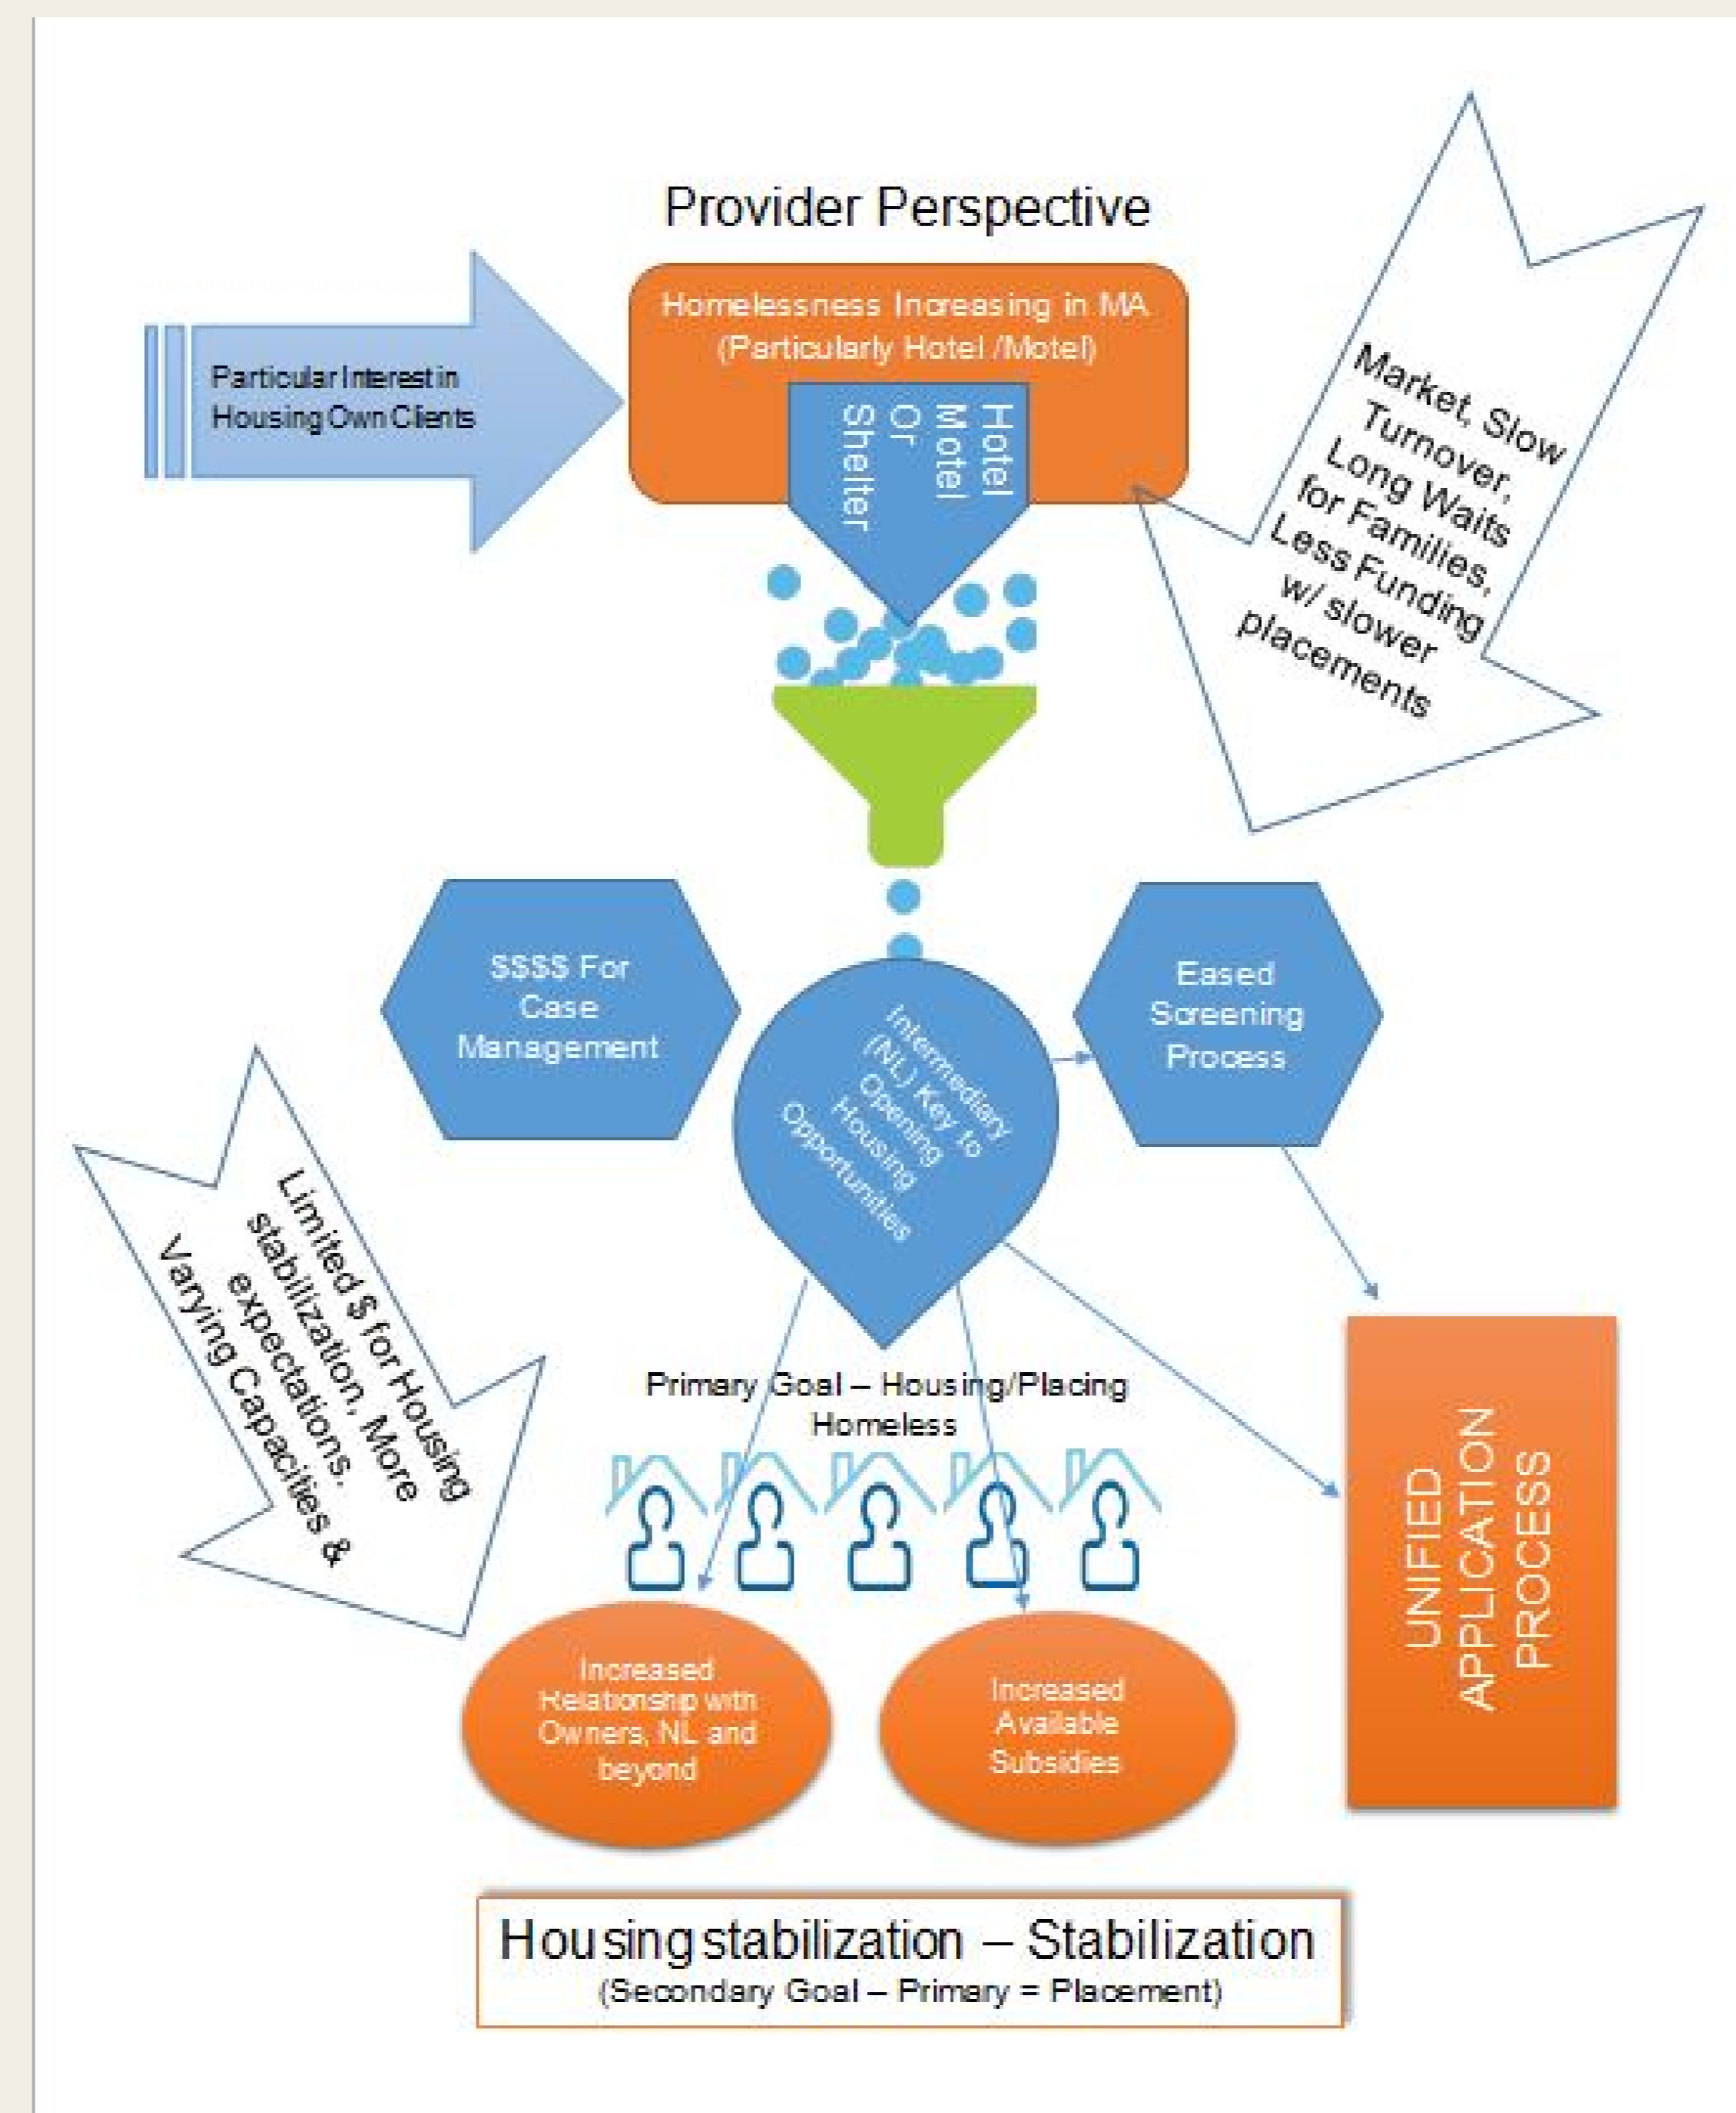 Provider Perspective
Particular Interest in
Housing Own Clients
Homelessness Increasing in MA
(Particularly Hotel /Motel)
Hotel
Motel
Or
Shelter
Market, Slow
Turnover,
Long Waits
for Families,
Less Funding
w/ slower
placements
$$$$ For
Case
Management
Intermediary
(NL) Key to
Opening
Housing
Opportunities
Eased
Screening
Process
Limited $ for Housing
stabilization, More
expectations.
Varying Capacities &
Primary Goal – Housing/Placing
Homeless
UNIFIED
APPLICATION
PROCESS
Increased
Relationship with
Owners, NL and
beyond
Increased
Available
Subsidies
Housing stabilization – Stabilization
(Secondary Goal – Primary = Placement)